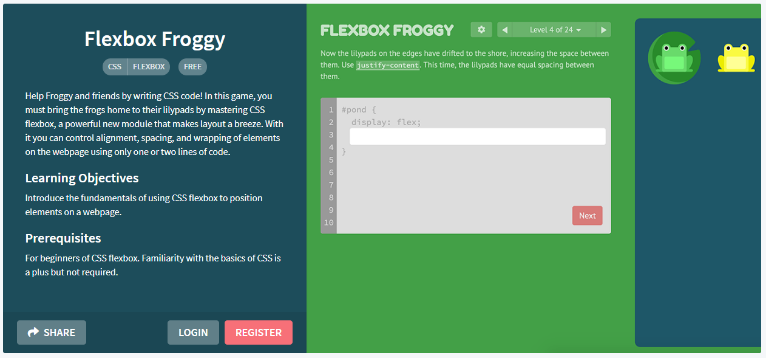 Flexbox Froggy
CSS FLEXBOX FREE
Help Froggy and friends by writing CSS code! In this game, you
must bring the frogs home to their lilypads by mastering CSS
flexbox, a powerful new module that makes layout a breeze. With
it you can control alignment, spacing, and wrapping of elements
on the webpage using only one or two lines of code.
Learning Objectives
Introduce the fundamentals of using CSS flexbox to position
elements on a webpage.
Prerequisites
For beginners of CSS flexbox. Familiarity with the basics of CSS is
a plus but not required.
SHARE LOGIN REGISTER
FLEXBOX FROGGY Level 4 of 24
Now the lilypads on the edges have drifted to the shore, increasing the space between
them. Use justify-content. This time, the lilypads have equal spacing between
them.
1 #pond {
2 display: flex;
3
4 }
5
6
7
8
9
10
Next